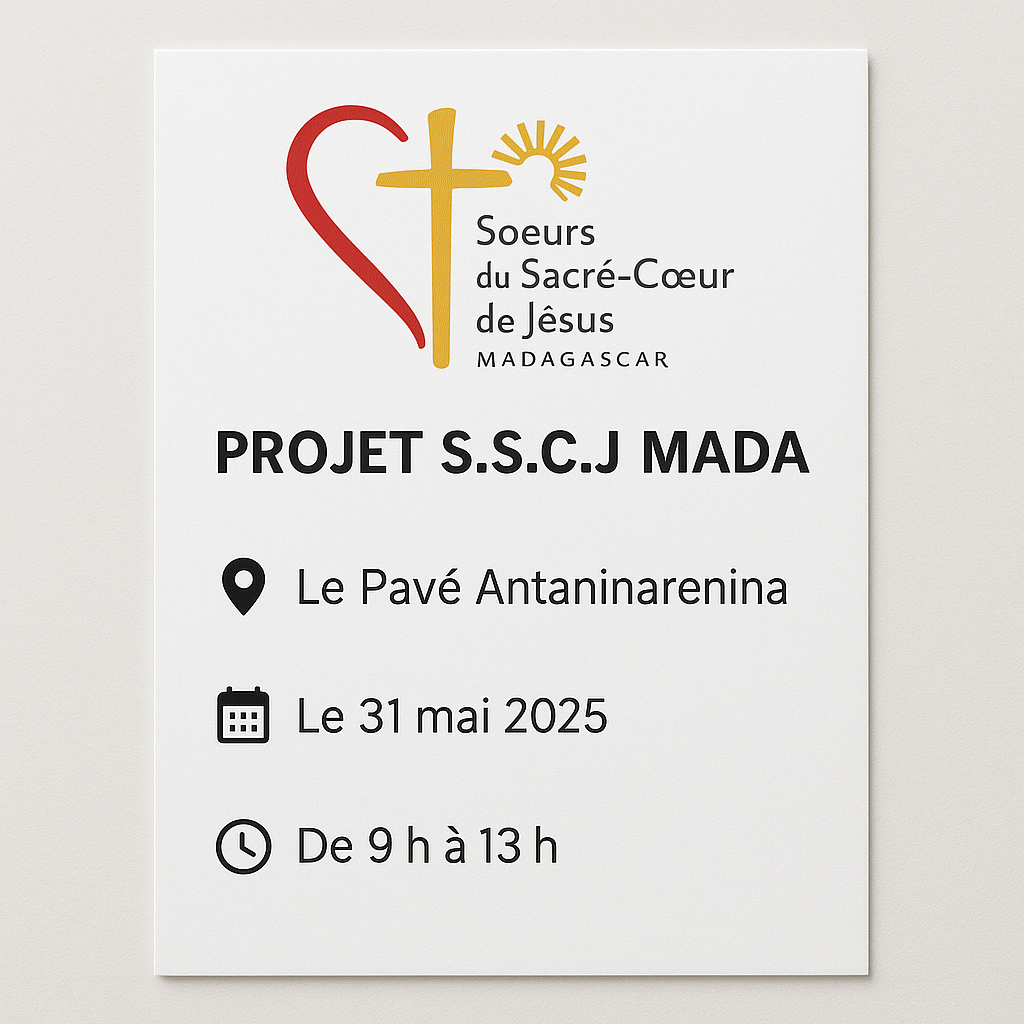 Soeurs
du Sacré-Cœur
de Jêsus
MADAGASCAR
PROJET S.S.C.J MADA
Le Pavé Antaninarenina
Le 31 mai 2025
De 9 h à 13 h